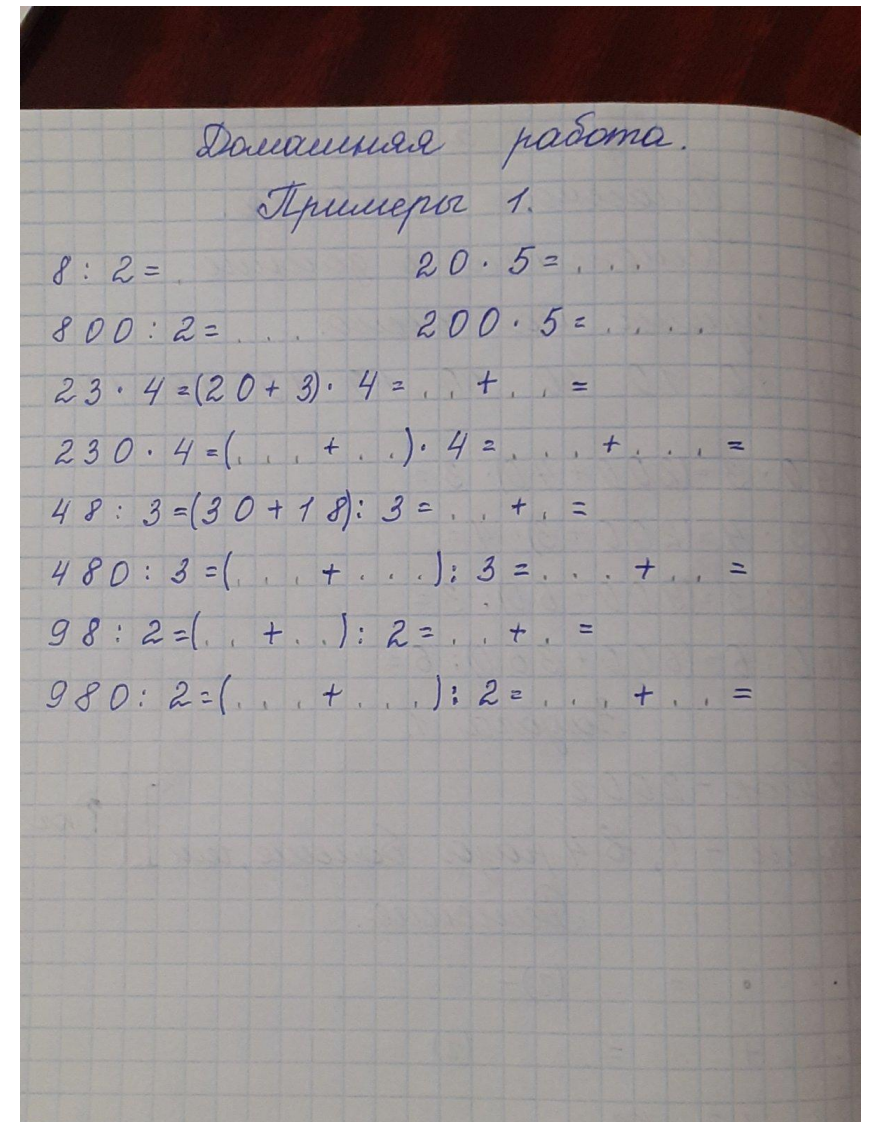 Домашняя работа.
Примеры 1.
8 : 2 = . 20 · 5 = . . .
800 : 2 = . . . 200 · 5 = . . . .
23 · 4 = (20 + 3) · 4 = . . + . . =
230 · 4 = (. . . + . .) · 4 = . . . + . . . =
48 : 3 = (30 + 18) : 3 = . . + . =
480 : 3 = (. . . + . . .) : 3 = . . . + . . =
98 : 2 = (. . + . .) : 2 = . . + . =
980 : 2 = (. . . + . . .) : 2 = . . . + . . =